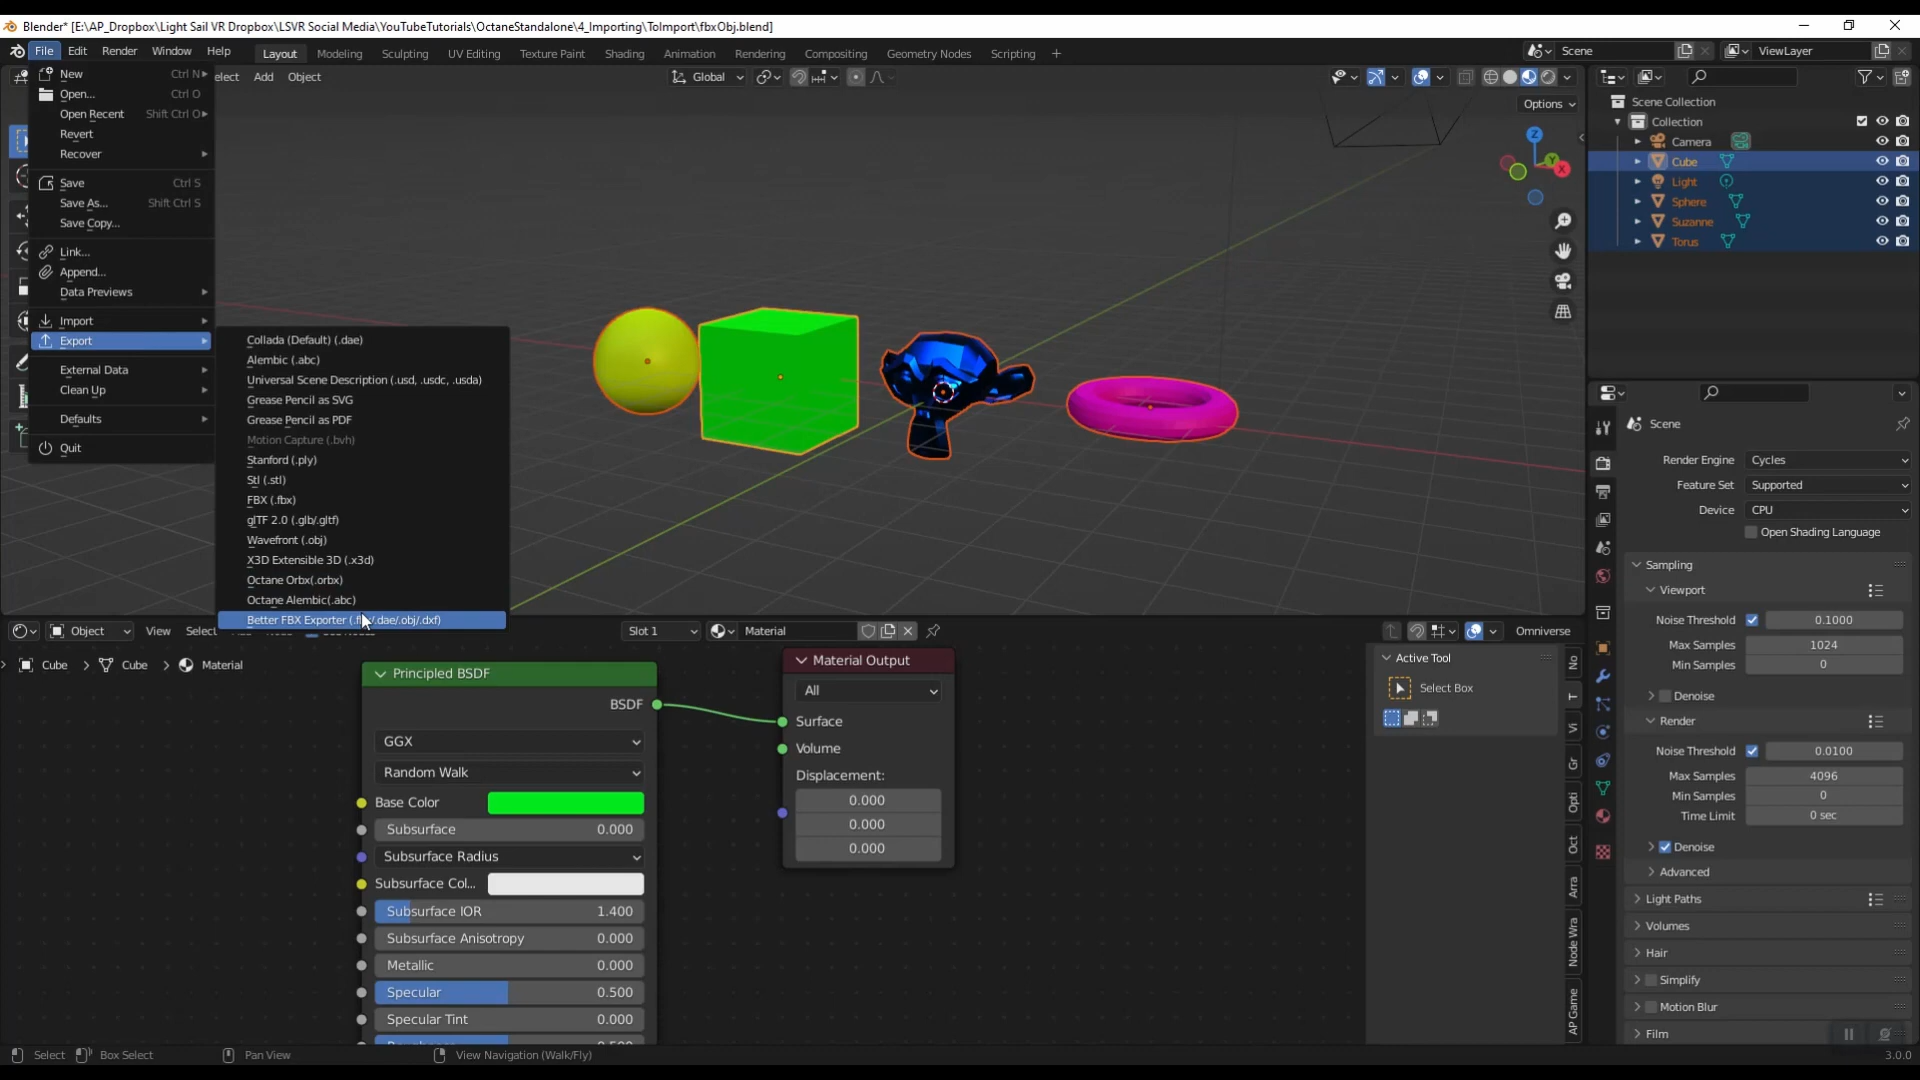 Blender* [E:\AP_Dropbox\Light Sail VR Dropbox\LSVR Social Media\YouTubeTutorials\OctaneStandalone\4_Importing\ToImport\fbxObj.blend]
File Edit Render Window Help Layout Modeling Sculpting UV Editing Texture Paint Shading Animation Rendering Compositing Geometry Nodes Scripting + Scene ViewLayer
elect Add Object Global
Options
New Ctrl N
Open... Ctrl O
Open Recent Shift Ctrl O
Revert
Recover
Save Ctrl S
Save As... Shift Ctrl S
Save Copy...
Link...
Append...
Data Previews
Import
Export
External Data
Clean Up
Defaults
Quit
Collada (Default) (.dae)
Alembic (.abc)
Universal Scene Description (.usd, .usdc, .usda)
Grease Pencil as SVG
Grease Pencil as PDF
Motion Capture (.bvh)
Stanford (.ply)
Stl (.stl)
FBX (.fbx)
glTF 2.0 (.glb/.gltf)
Wavefront (.obj)
X3D Extensible 3D (.x3d)
Octane Orbx(.orbx)
Octane Alembic(.abc)
Better FBX Exporter /.dae/.obj/.dxf)
Z
Y
X
Scene Collection
Collection
Camera
Cube
Light
Sphere
Suzanne
Torus
Scene
Render Engine Cycles
Feature Set Supported
Device CPU
Open Shading Language
Sampling
Viewport
Noise Threshold 0.1000
Max Samples 1024
Min Samples 0
Denoise
Render
Noise Threshold 0.0100
Max Samples 4096
Min Samples 0
Time Limit 0 sec
Denoise
Advanced
Light Paths
Volumes
Hair
Simplify
Motion Blur
Film
Object View Select Slot 1 Material Omniverse
Cube Cube Material
Principled BSDF
BSDF
GGX
Random Walk
Base Color
Subsurface 0.000
Subsurface Radius
Subsurface Col...
Subsurface IOR 1.400
Subsurface Anisotropy 0.000
Metallic 0.000
Specular 0.500
Specular Tint 0.000
Material Output
All
Surface
Volume
Displacement:
0.000
0.000
0.000
Active Tool
Select Box
No
T
Vi
Gr
Opti
Oct
Arra
Node Wra
AP Game
Select Box Select Pan View View Navigation (Walk/Fly) 3.0.0